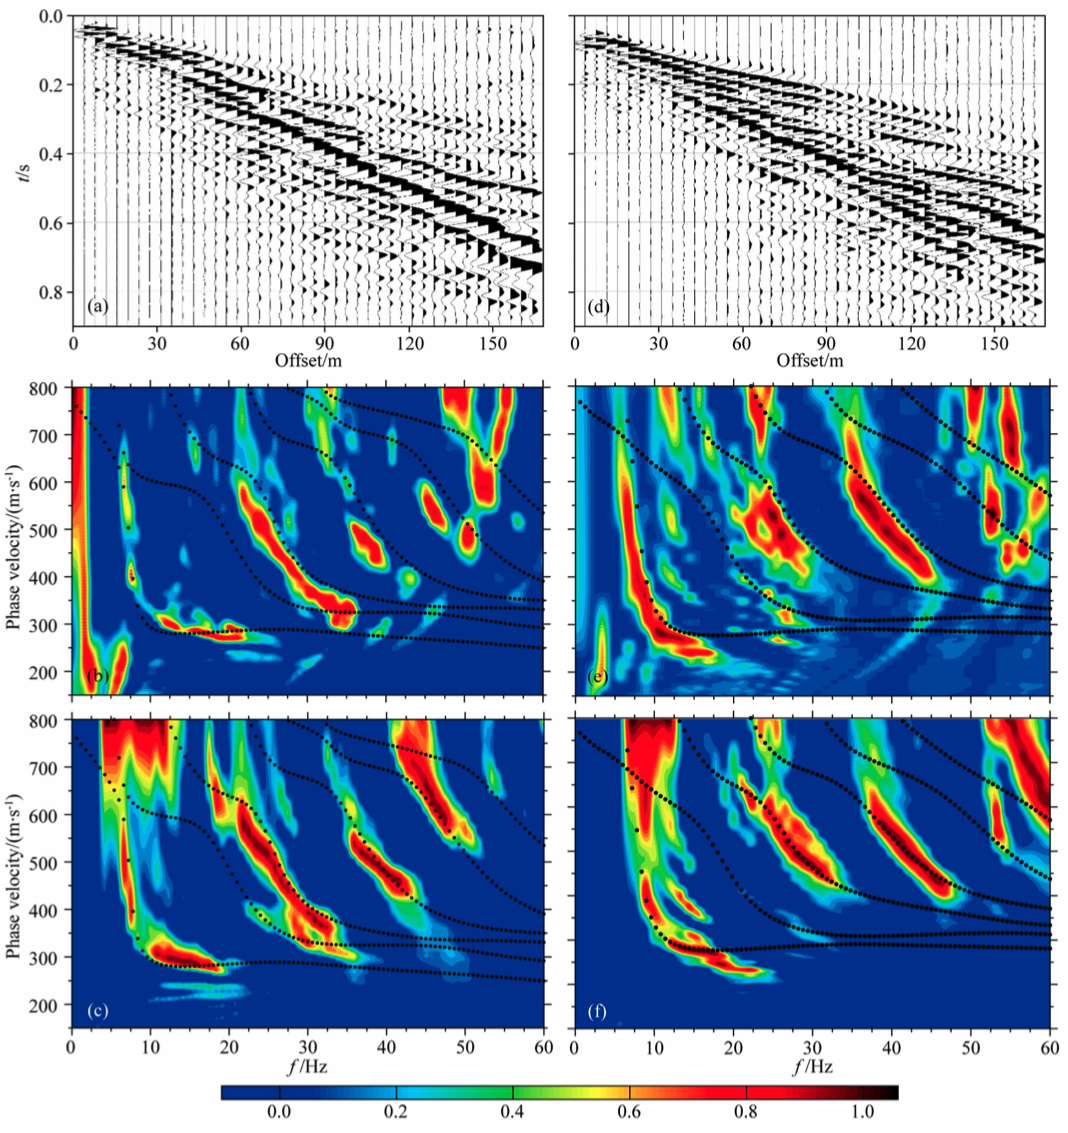 0.0
0.2
0.4
0.6
0.8
t/s
(a)
(d)
0 30 60 90 120 150
0 30 60 90 120 150
Offset/m
Offset/m
800
700
600
500
400
300
200
Phase velocity/(m·s⁻¹)
(b)
(e)
800
700
600
500
400
300
200
Phase velocity/(m·s⁻¹)
(c)
(f)
0 10 20 30 40 50 60
0 10 20 30 40 50 60
f/Hz
f/Hz
0.0 0.2 0.4 0.6 0.8 1.0